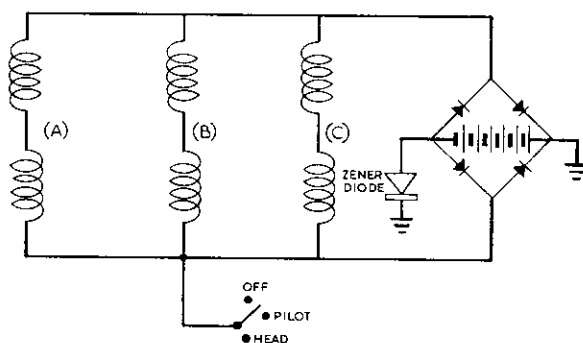 (A)
(B)
(C)
ZENER
DIODE
OFF
PILOT
HEAD